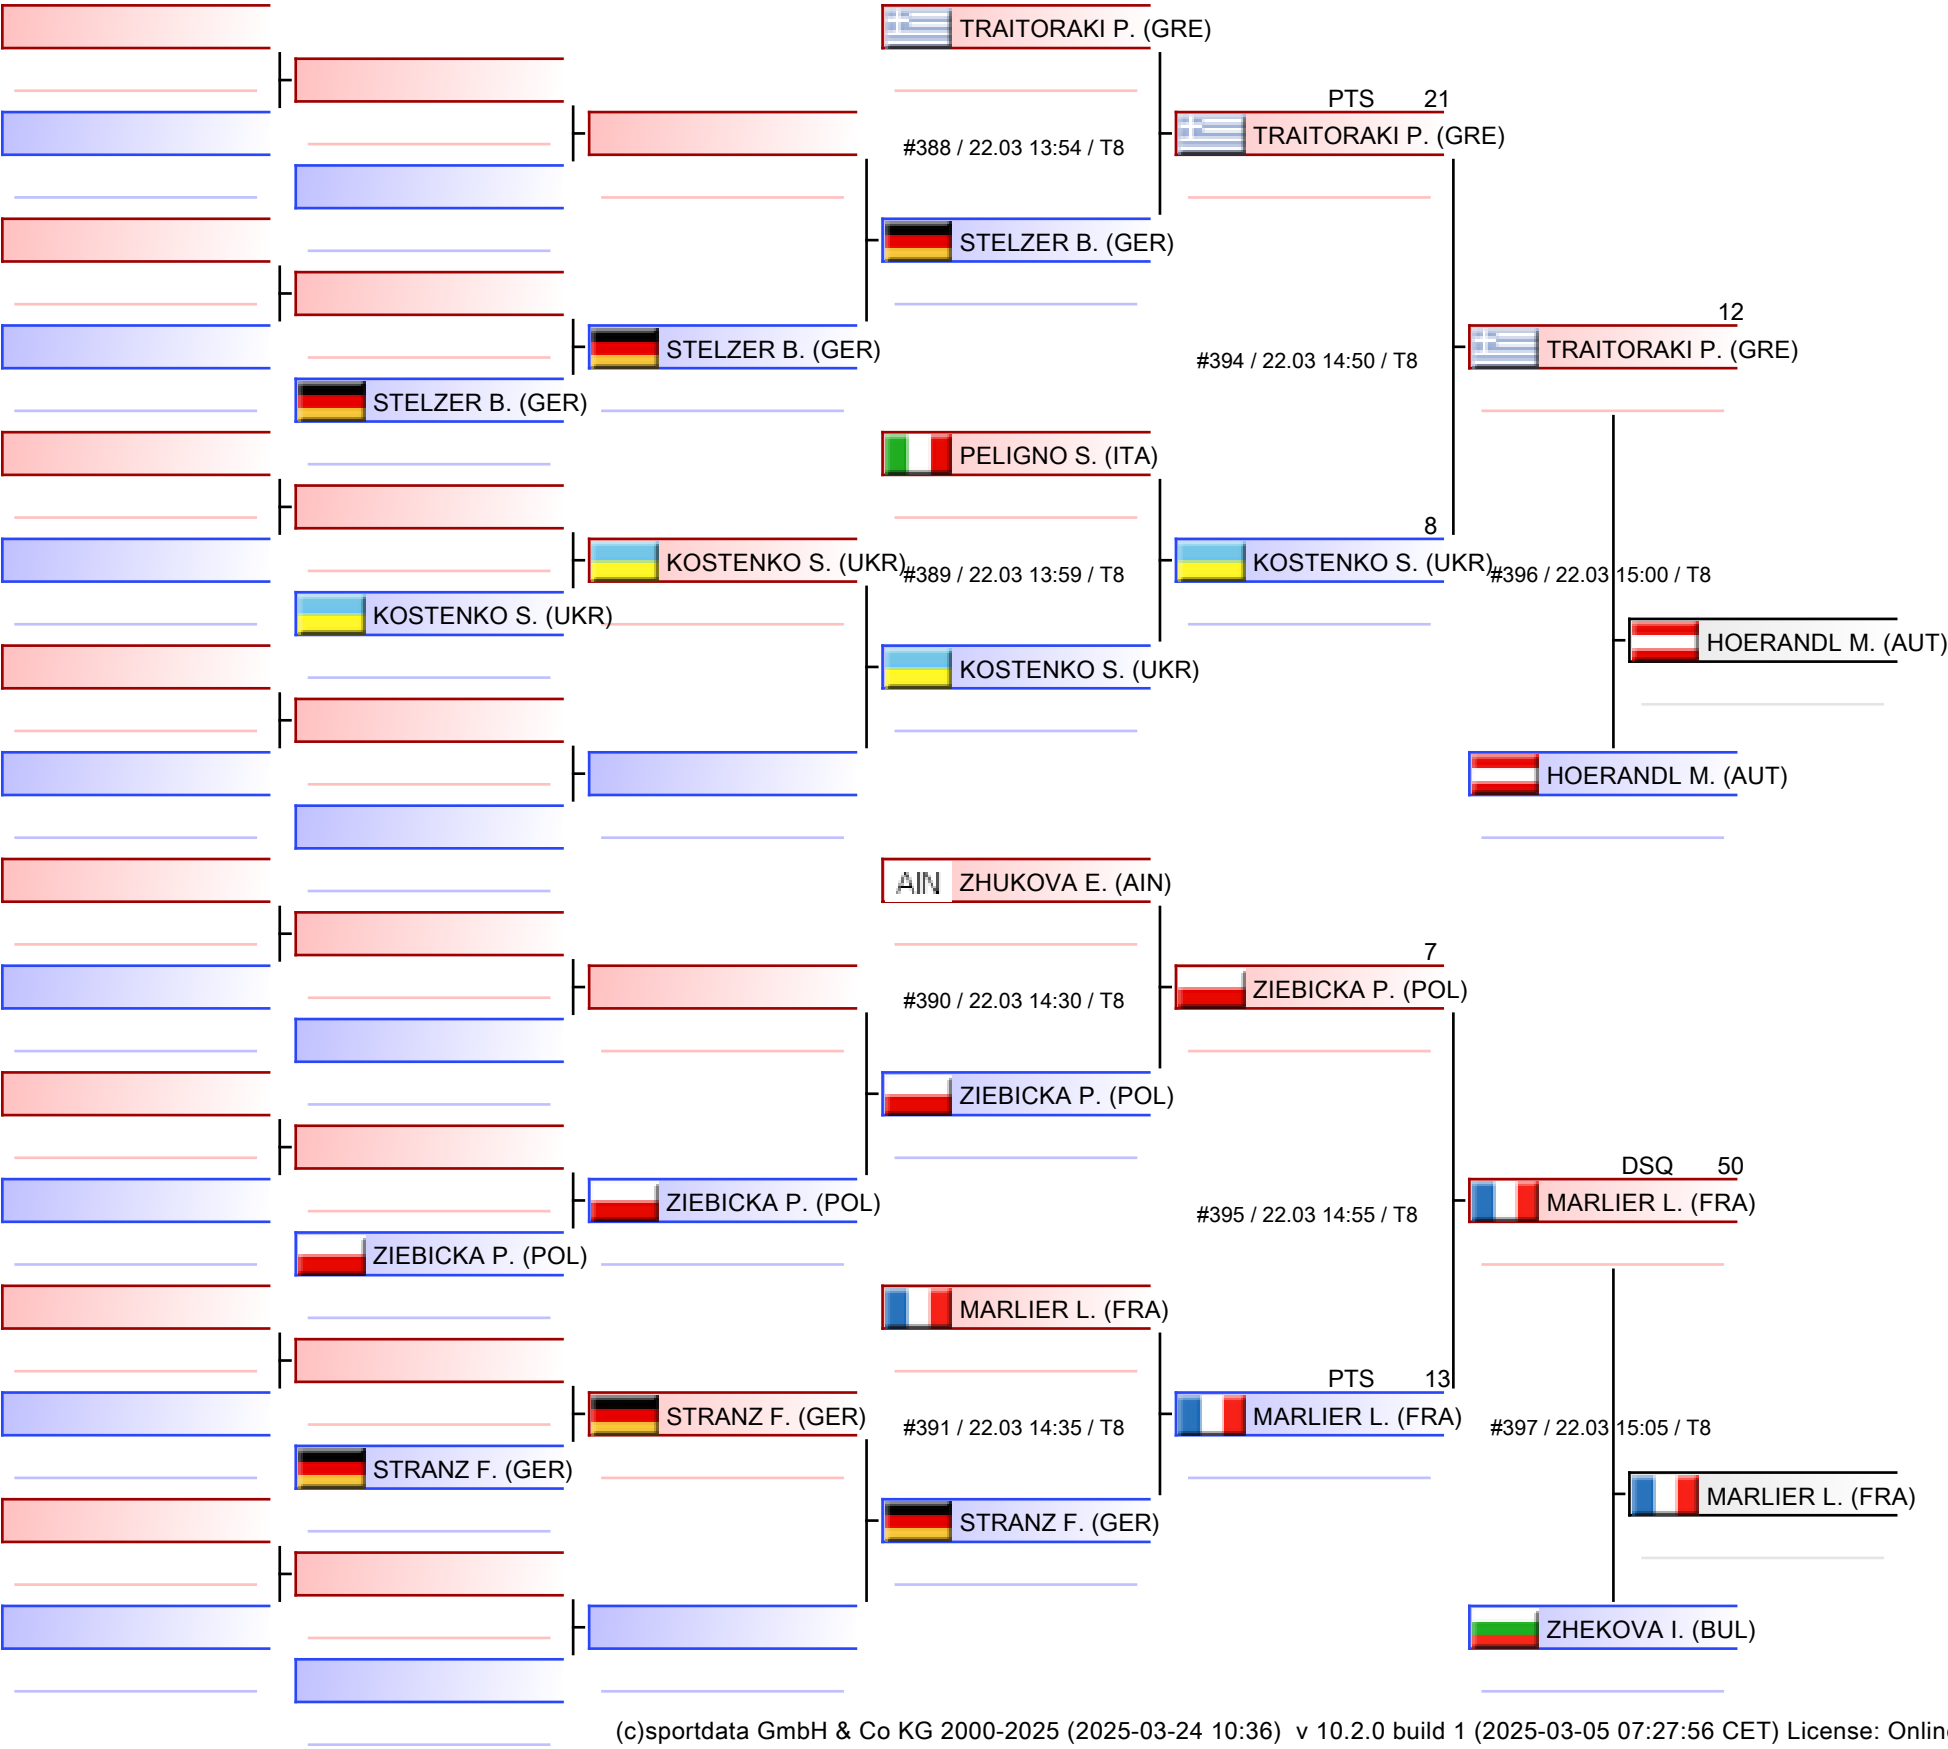 TRAITORAKI P. (GRE)
PTS 21
TRAITORAKI P. (GRE)
#388 / 22.03 13:54 / T8
STELZER B. (GER)
12
STELZER B. (GER)
TRAITORAKI P. (GRE)
#394 / 22.03 14:50 / T8
STELZER B. (GER)
PELIGNO S. (ITA)
8
KOSTENKO S. (UKR)
#389 / 22.03 13:59 / T8
KOSTENKO S. (UKR)
#396 / 22.03 15:00 / T8
KOSTENKO S. (UKR)
HOERANDL M. (AUT)
KOSTENKO S. (UKR)
HOERANDL M. (AUT)
AIN ZHUKOVA E. (AIN)
7
ZIEBICKA P. (POL)
#390 / 22.03 14:30 / T8
ZIEBICKA P. (POL)
DSQ 50
ZIEBICKA P. (POL)
MARLIER L. (FRA)
#395 / 22.03 14:55 / T8
ZIEBICKA P. (POL)
MARLIER L. (FRA)
PTS 13
STRANZ F. (GER)
#391 / 22.03 14:35 / T8
MARLIER L. (FRA)
#397 / 22.03 15:05 / T8
STRANZ F. (GER)
MARLIER L. (FRA)
STRANZ F. (GER)
ZHEKOVA I. (BUL)
(c)sportdata GmbH & Co KG 2000-2025 (2025-03-24 10:36) v 10.2.0 build 1 (2025-03-05 07:27:56 CET) License: Online